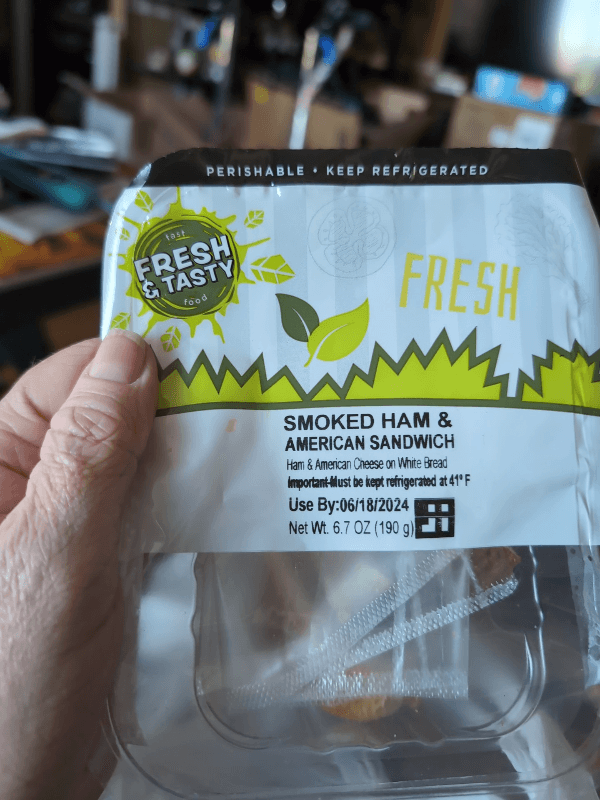 PERISHABLE • KEEP REFRIGERATED
fast
FRESH
& TASTY
food
FRESH
SMOKED HAM &
AMERICAN SANDWICH
Ham & American Cheese on White Bread
Important-Must be kept refrigerated at 41° F
Use By:06/18/2024
Net Wt. 6.7 OZ (190 g)